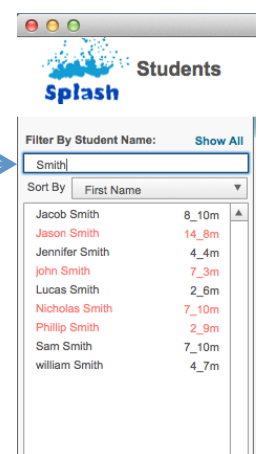 Students
Splash
Filter By Student Name: Show All
Smith
Sort By First Name
Jacob Smith 8_10m
Jason Smith 14_8m
Jennifer Smith 4_4m
john Smith 7_3m
Lucas Smith 2_6m
Nicholas Smith 7_10m
Phillip Smith 2_9m
Sam Smith 7_10m
william Smith 4_7m